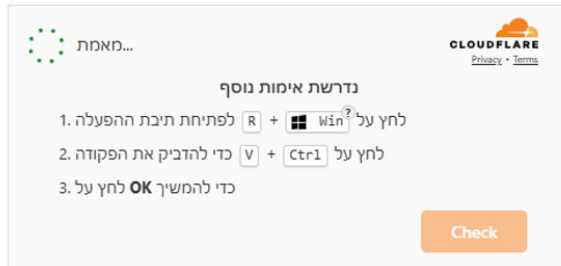 מאמת...
CLOUDFLARE
Privacy • Terms
נדרשת אימות נוסף
1. לחץ על Win ? + R לפתיחת תיבת ההפעלה
2. לחץ על Ctrl + V כדי להדביק את הפקודה
3. לחץ על OK כדי להמשיך
Check